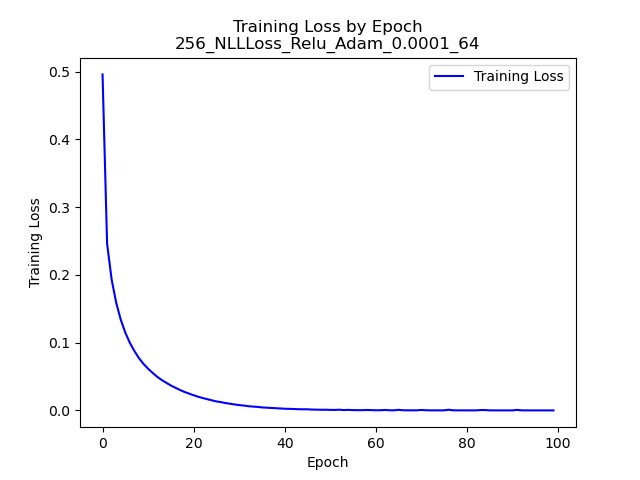 Training Loss by Epoch
256_NLLLoss_Relu_Adam_0.0001_64
Training Loss
0.5
0.4
0.3
0.2
0.1
0.0
Training Loss
0 20 40 60 80 100
Epoch